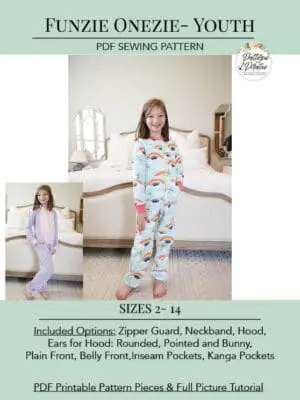 FUNZIE ONEZIE- YOUTH
PDF SEWING PATTERN
Patterns
4 Pirates
SIZES 2- 14
Included Options: Zipper Guard, Neckband, Hood,
Ears for Hood: Rounded, Pointed and Bunny,
Plain Front, Belly Front,Inseam Pockets, Kanga Pockets
PDF Printable Pattern Pieces & Full Picture Tutorial